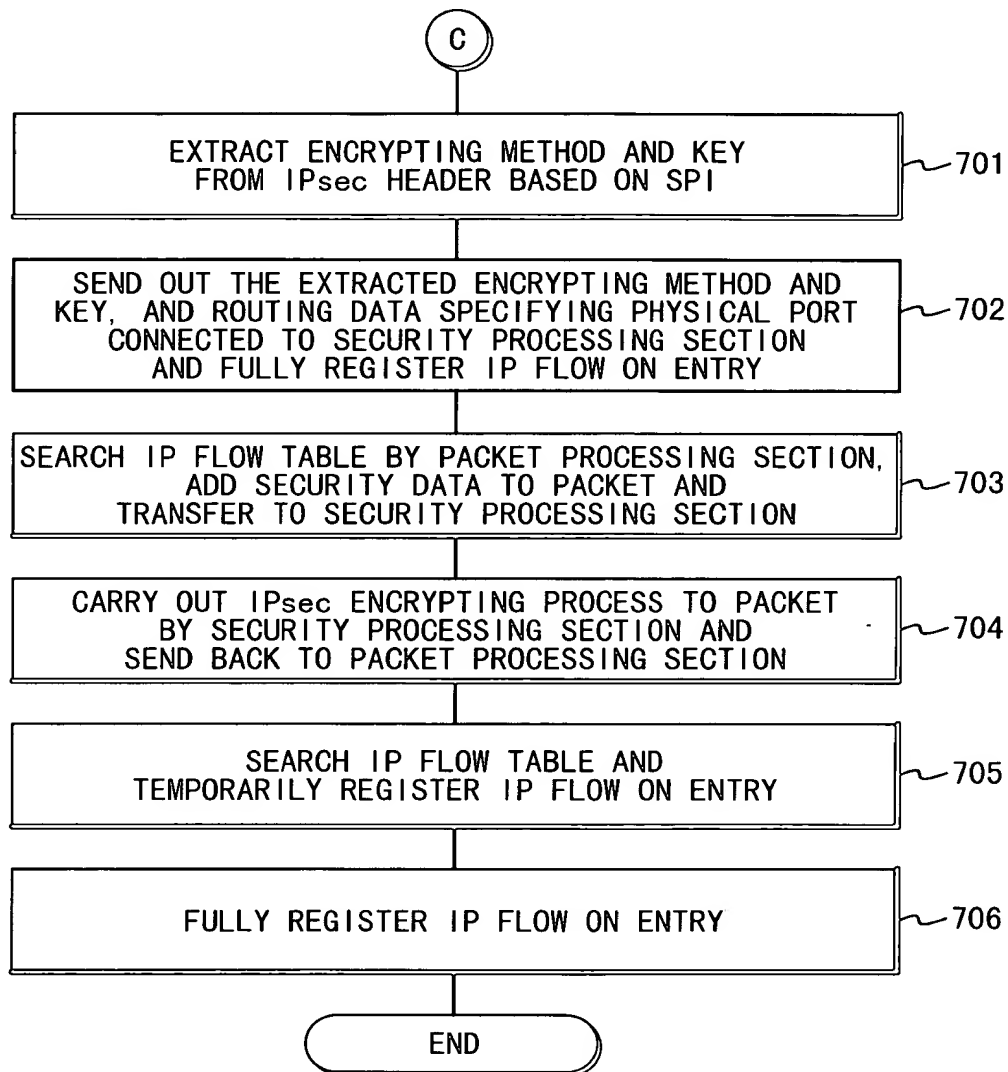 C
EXTRACT ENCRYPTING METHOD AND KEY
FROM IPsec HEADER BASED ON SPI
701
SEND OUT THE EXTRACTED ENCRYPTING METHOD AND
KEY, AND ROUTING DATA SPECIFYING PHYSICAL PORT
CONNECTED TO SECURITY PROCESSING SECTION
AND FULLY REGISTER IP FLOW ON ENTRY
702
SEARCH IP FLOW TABLE BY PACKET PROCESSING SECTION,
ADD SECURITY DATA TO PACKET AND
TRANSFER TO SECURITY PROCESSING SECTION
703
CARRY OUT IPsec ENCRYPTING PROCESS TO PACKET
BY SECURITY PROCESSING SECTION AND
SEND BACK TO PACKET PROCESSING SECTION
704
SEARCH IP FLOW TABLE AND
TEMPORARILY REGISTER IP FLOW ON ENTRY
705
FULLY REGISTER IP FLOW ON ENTRY
706
END